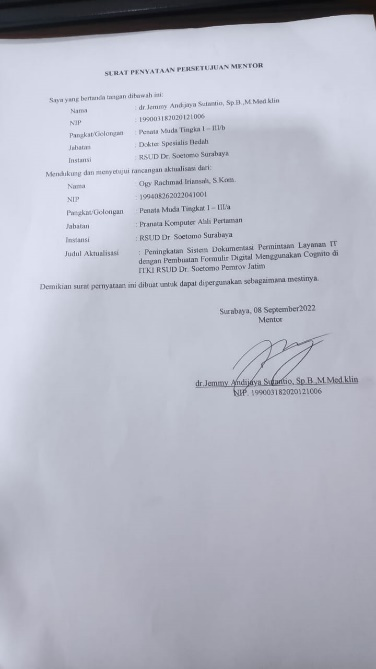 SURAT PENYATAAN PERSETUJUAN MENTOR
Saya yang bertanda tangan dibawah ini:
Nama : dr Jemmy Andijaya Sutantio, Sp.B.,M.Med.klin
NIP : 199003182020121006
Pangkat/Golongan : Penata Muda Tingka I – III/b
Jabatan : Dokter Spesialis Bedah
Instansi : RSUD Dr. Soetomo Surabaya
Mendukung dan menyetujui rancangan aktualisasi dari:
Nama : Ogy Rachmad Iriansah, S.Kom.
NIP : 199408262022041001
Pangkat/Golongan : Penata Muda Tingkat I – III/a
Jabatan : Pranata Komputer Ahli Pertaman
Instansi : RSUD Dr Soetomo Surabaya
Judul Aktualisasi : Peningkatan Sistem Dokumentasi Permintaan Layanan IT
dengan Pembuatan Formulir Digital Menggunakan Cognito di
ITKI RSUD Dr. Soetomo Pemrov Jatim
Demikian surat pernyataan ini dibuat untuk dapat dipergunakan sebagaimana mestinya.
Surabaya, 08 September2022
Mentor
dr.Jemmy Andijaya Sutantio, Sp.B.,M.Med.klin
NIP. 199003182020121006